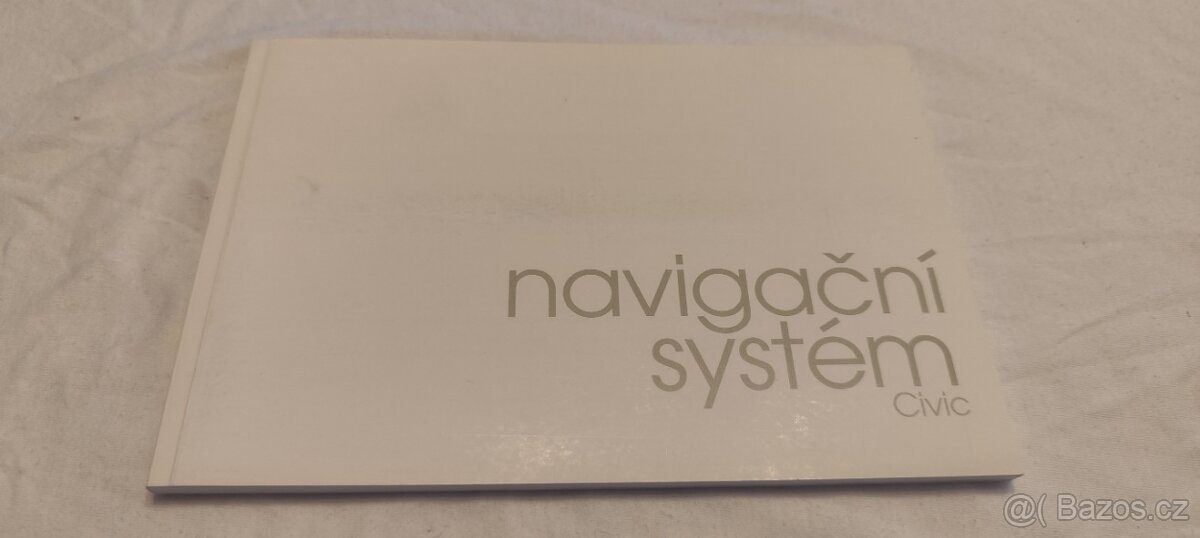 navigační
systém
Civic
@( Bazos.cz